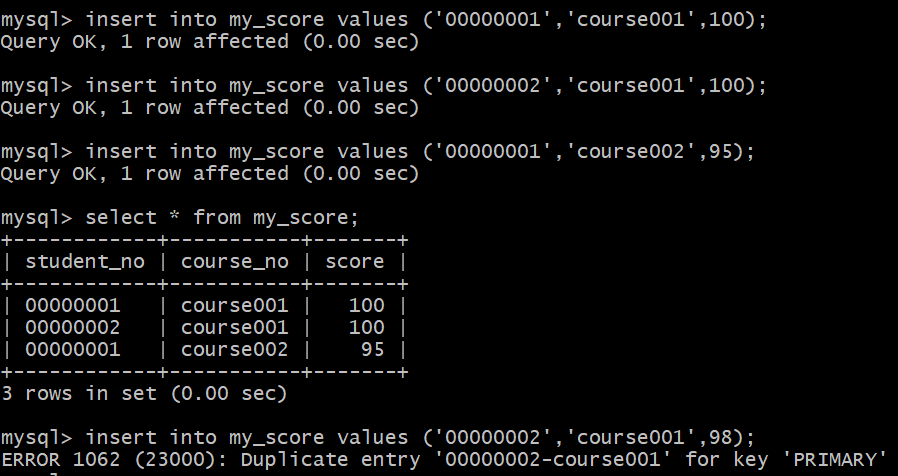 mysql> insert into my_score values ('00000001','course001',100);
Query OK, 1 row affected (0.00 sec)
mysql> insert into my_score values ('00000002','course001',100);
Query OK, 1 row affected (0.00 sec)
mysql> insert into my_score values ('00000001','course002',95);
Query OK, 1 row affected (0.00 sec)
mysql> select * from my_score;
+------------+-----------+-------+
| student_no | course_no | score |
+------------+-----------+-------+
| 00000001   | course001 |   100 |
| 00000002   | course001 |   100 |
| 00000001   | course002 |    95 |
+------------+-----------+-------+
3 rows in set (0.00 sec)
mysql> insert into my_score values ('00000002','course001',98);
ERROR 1062 (23000): Duplicate entry '00000002-course001' for key 'PRIMARY'